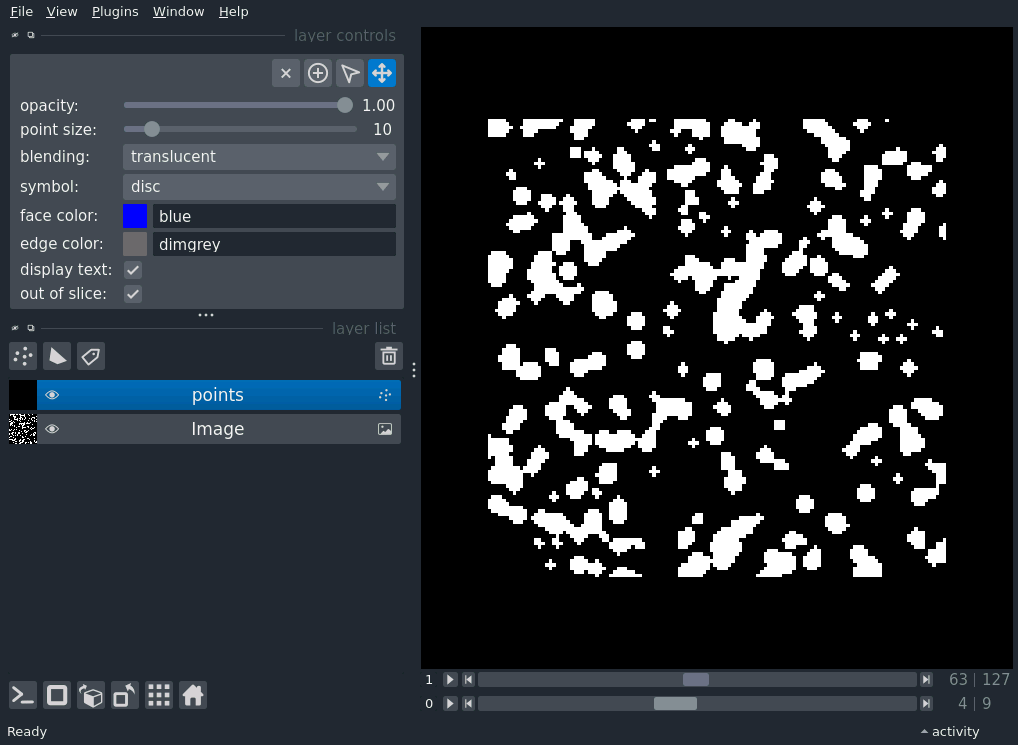 File View Plugins Window Help
layer controls
opacity: 1.00
point size: 10
blending: translucent
symbol: disc
face color: blue
edge color: dimgrey
display text:
out of slice:
layer list
points
Image
1 63 | 127
0 4 | 9
Ready activity